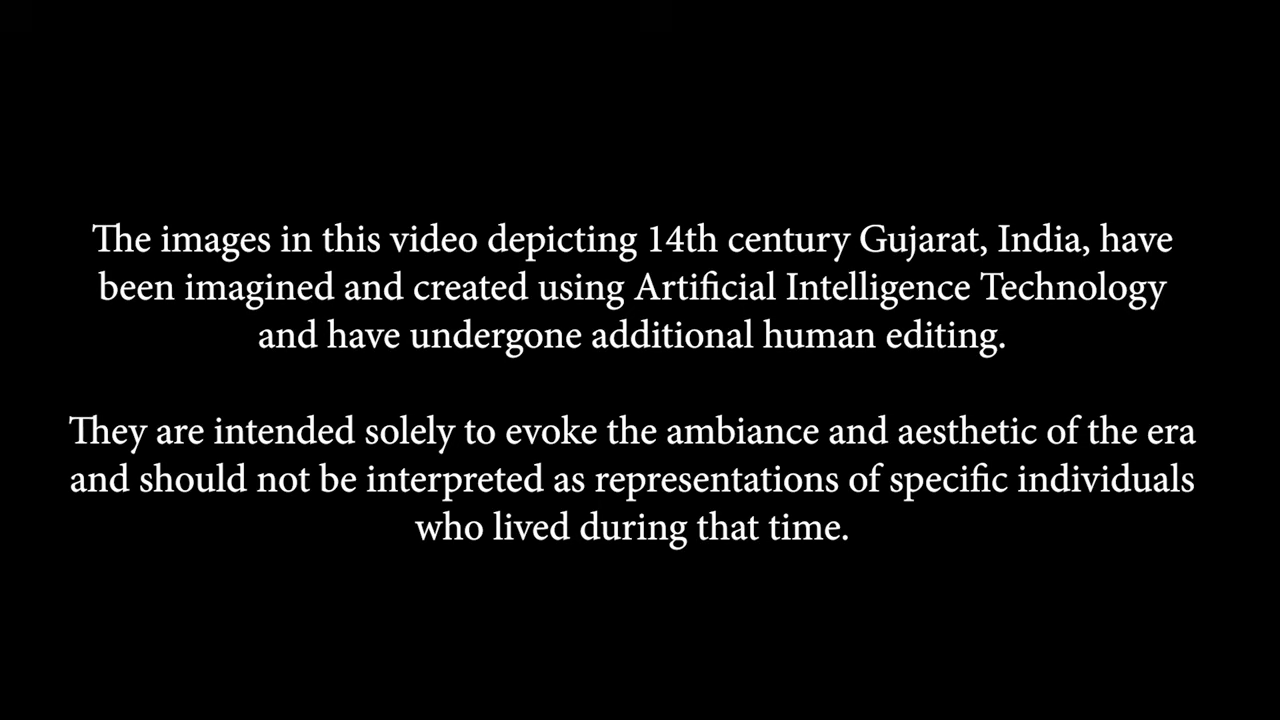 The images in this video depicting 14th century Gujarat, India, have
been imagined and created using Artificial Intelligence Technology
and have undergone additional human editing.
They are intended solely to evoke the ambiance and aesthetic of the era
and should not be interpreted as representations of specific individuals
who lived during that time.